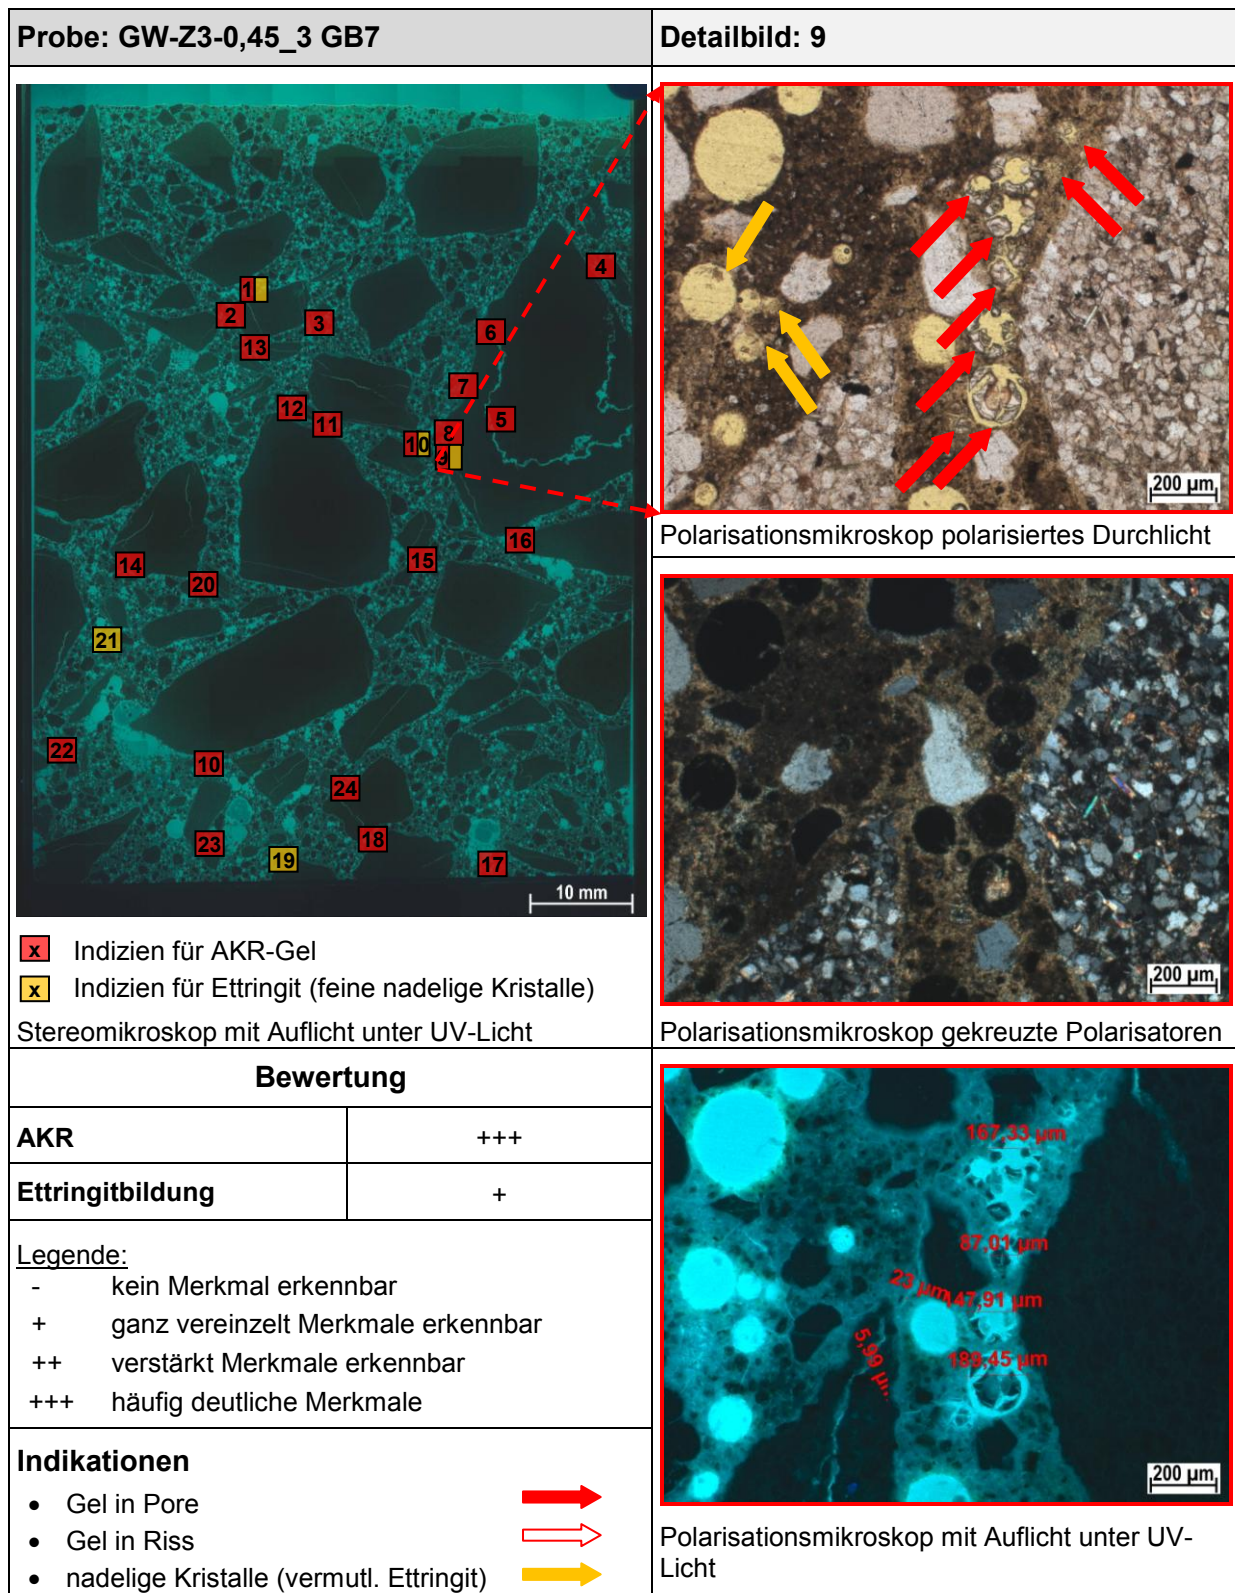 Probe: GW-Z3-0,45_3 GB7
Detailbild: 9
1
2
3
4
13
6
7
12
11
5
8
10
9
14
20
15
16
21
22
10
24
23
19
18
17
10 mm
x Indizien für AKR-Gel
x Indizien für Ettringit (feine nadelige Kristalle)
Stereomikroskop mit Auflicht unter UV-Licht
200 µm
Polarisationsmikroskop polarisiertes Durchlicht
200 µm
Polarisationsmikroskop gekreuzte Polarisatoren
Bewertung
AKR +++
Ettringitbildung +
Legende:
- kein Merkmal erkennbar
+ ganz vereinzelt Merkmale erkennbar
++ verstärkt Merkmale erkennbar
+++ häufig deutliche Merkmale
Indikationen
• Gel in Pore
• Gel in Riss
• nadelige Kristalle (vermutl. Ettringit)
167,33 µm
87,01 µm
23 µm
147,91 µm
5,99 µm
189,45 µm
200 µm
Polarisationsmikroskop mit Auflicht unter UV-
Licht